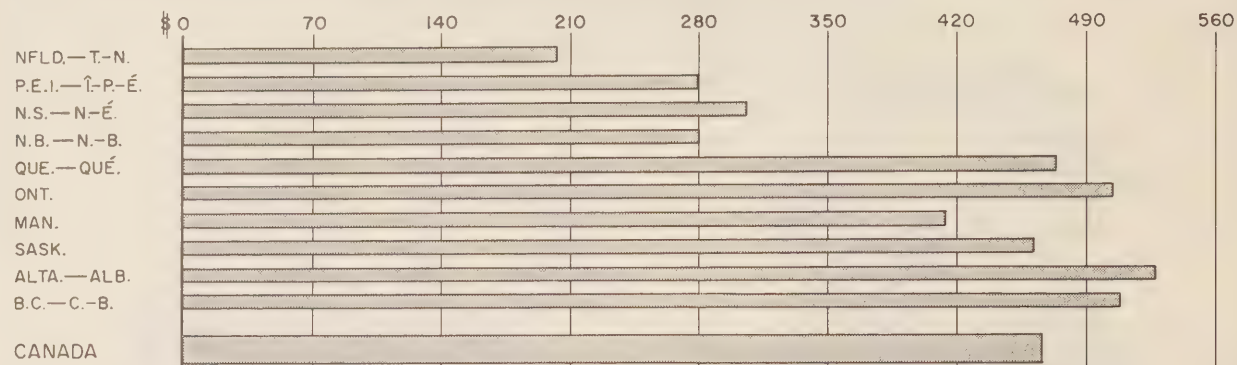 $ 0 70 140 210 280 350 420 490 560
NFLD.—T.-N.
P.E.I.—Î.-P.-É.
N.S.—N.-É.
N.B.—N.-B.
QUE.—QUÉ.
ONT.
MAN.
SASK.
ALTA.—ALB.
B.C.—C.-B.
CANADA